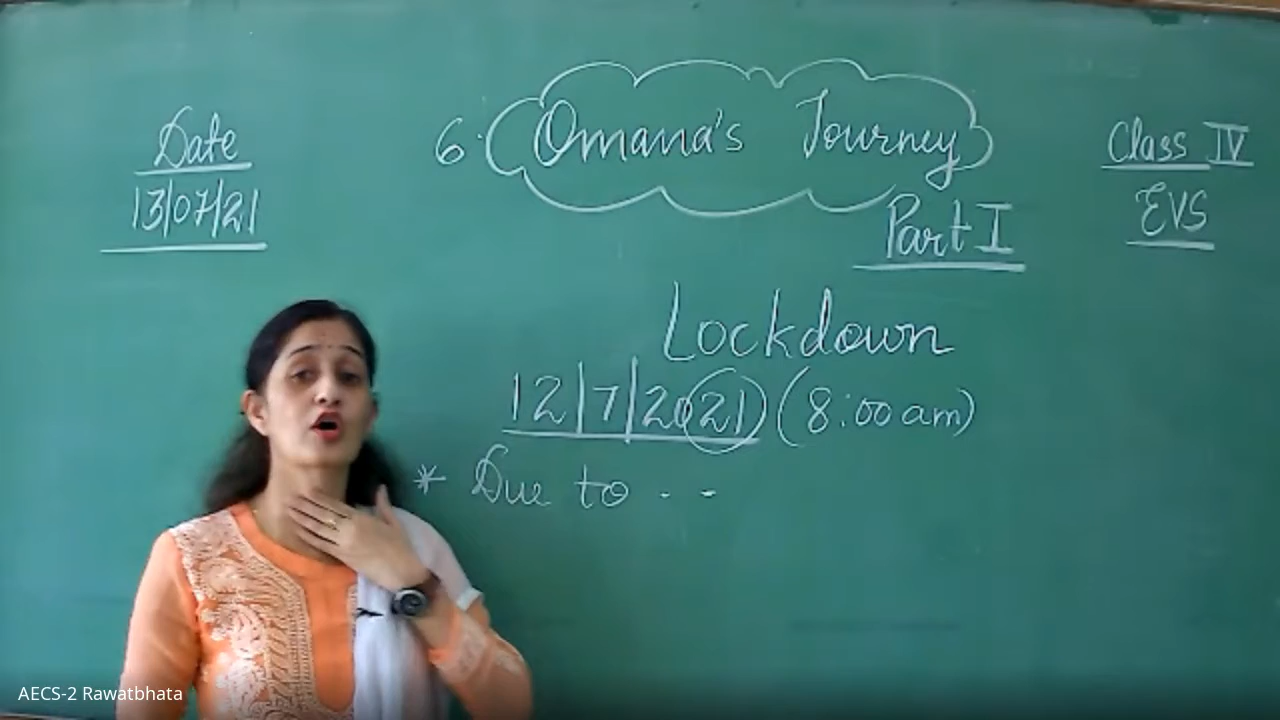 Date
13/07/21
6. Omana's Journey
Part I
Class IV
EVS
Lockdown
12/7/2021) (8:00 am)
* Due to . . -
AECS-2 Rawatbhata